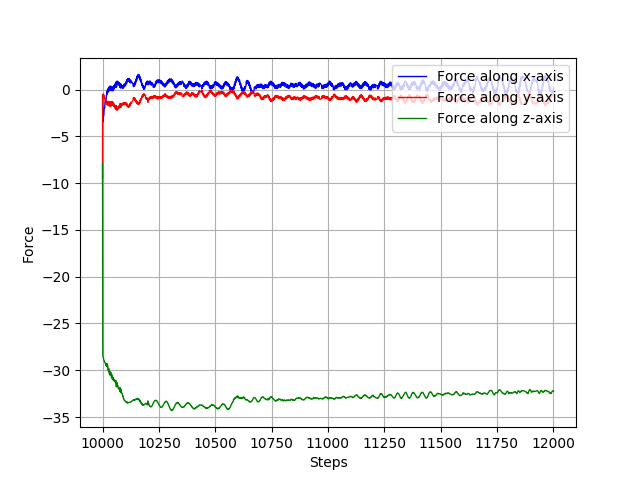 Force along x-axis
Force along y-axis
Force along z-axis
0
−5
−10
−15
−20
−25
−30
−35
Force
10000 10250 10500 10750 11000 11250 11500 11750 12000
Steps